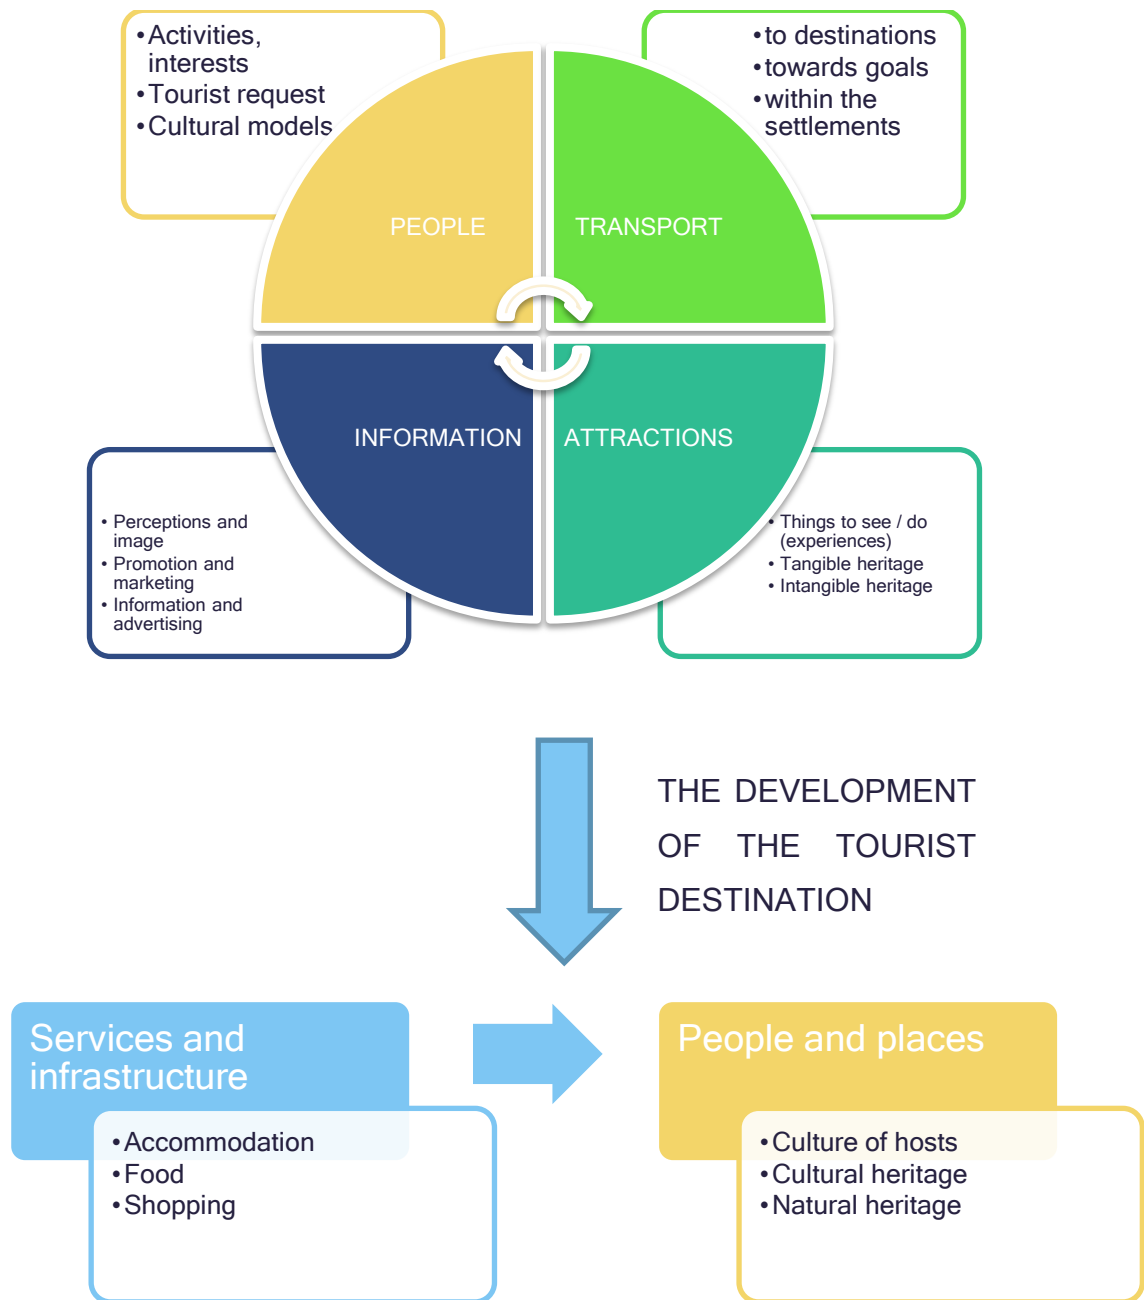 •Activities,
interests
•Tourist request
•Cultural models
•to destinations
•towards goals
•within the
settlements
PEOPLE
TRANSPORT
INFORMATION
ATTRACTIONS
• Perceptions and
image
• Promotion and
marketing
• Information and
advertising
• Things to see / do
(experiences)
• Tangible heritage
• Intangible heritage
THE DEVELOPMENT
OF THE TOURIST
DESTINATION
Services and
infrastructure
•Accommodation
•Food
•Shopping
People and places
•Culture of hosts
•Cultural heritage
•Natural heritage